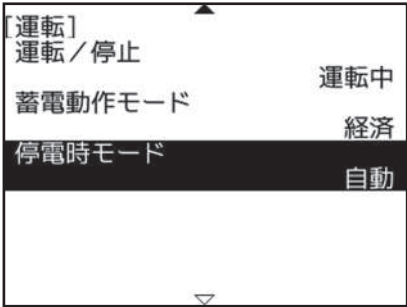 [運転]
運転／停止
運転中
蓄電動作モード
経済
停電時モード
自動